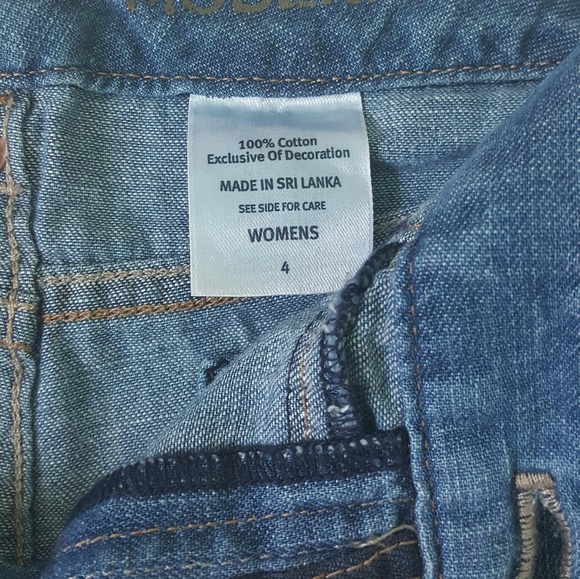 100% Cotton
Exclusive Of Decoration
MADE IN SRI LANKA
SEE SIDE FOR CARE
WOMENS
4